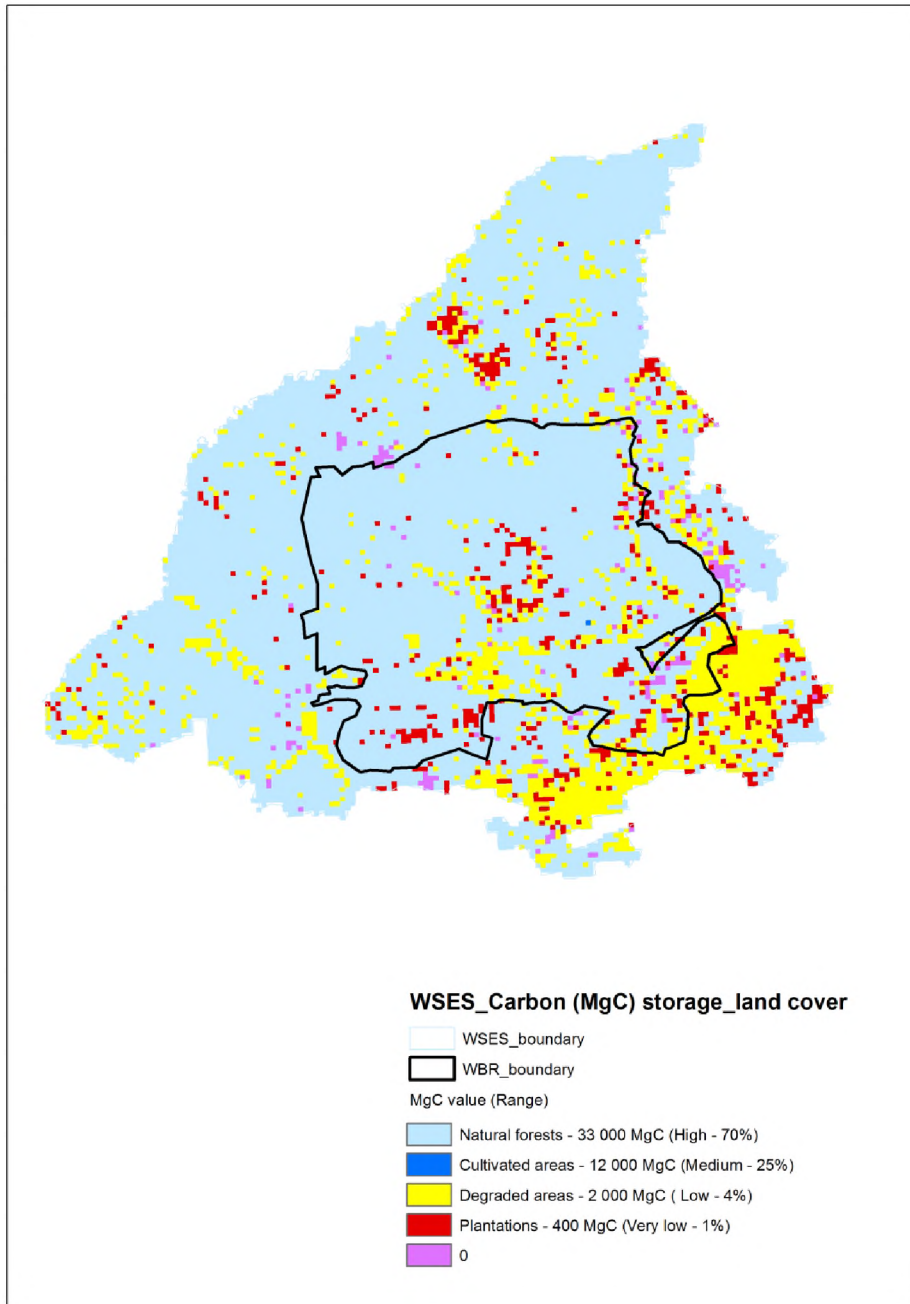 WSES_Carbon (MgC) storage_land cover
WSES_boundary
WBR_boundary
MgC value (Range)
Natural forests - 33 000 MgC (High - 70%)
Cultivated areas - 12 000 MgC (Medium - 25%)
Degraded areas - 2 000 MgC ( Low - 4%)
Plantations - 400 MgC (Very low - 1%)
0